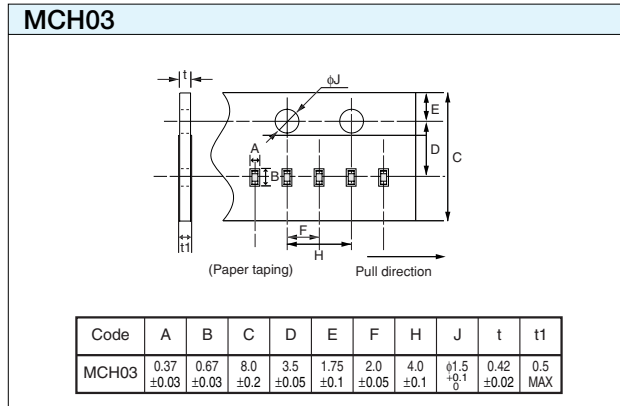 MCH03
t
ϕJ
E
D
C
A
B
F
H
t1
(Paper taping)
Pull direction
Code A B C D E F H J t t1
MCH03 0.37 ±0.03 0.67 ±0.03 8.0 ±0.2 3.5 ±0.05 1.75 ±0.1 2.0 ±0.05 4.0 ±0.1 ϕ1.5 +0.1 0 0.42 ±0.02 0.5 MAX